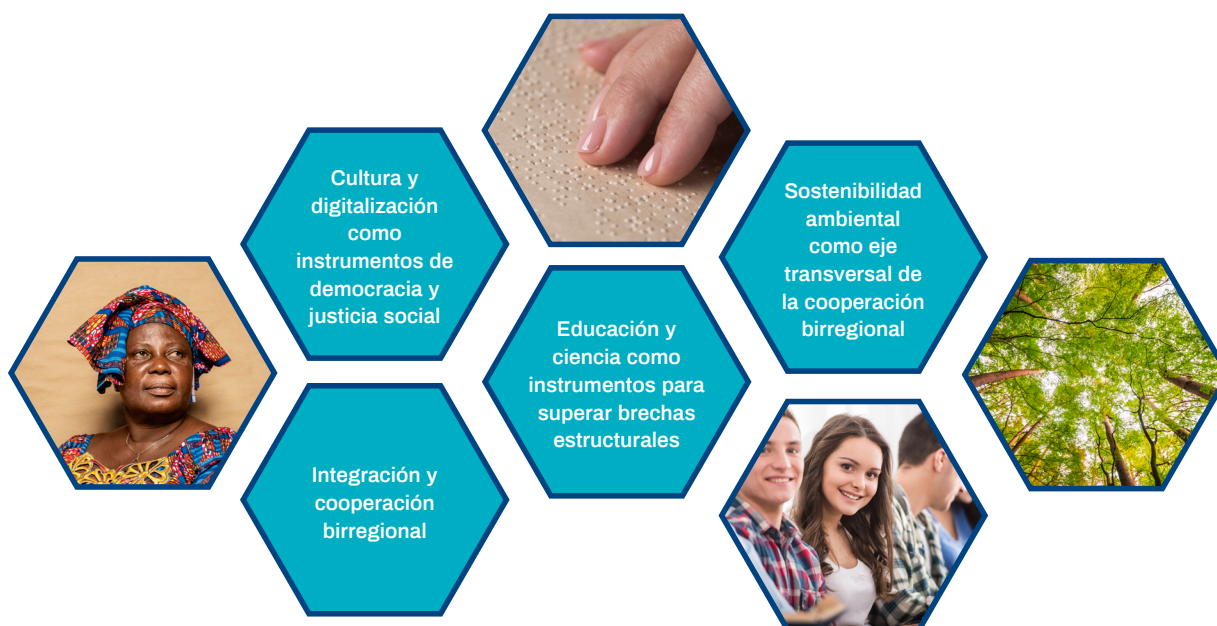 Cultura y
digitalización
como
instrumentos de
democracia y
justicia social
Sostenibilidad
ambiental
como eje
transversal de
la cooperación
birregional
Educación y
ciencia como
instrumentos para
superar brechas
estructurales
Integración y
cooperación
birregional